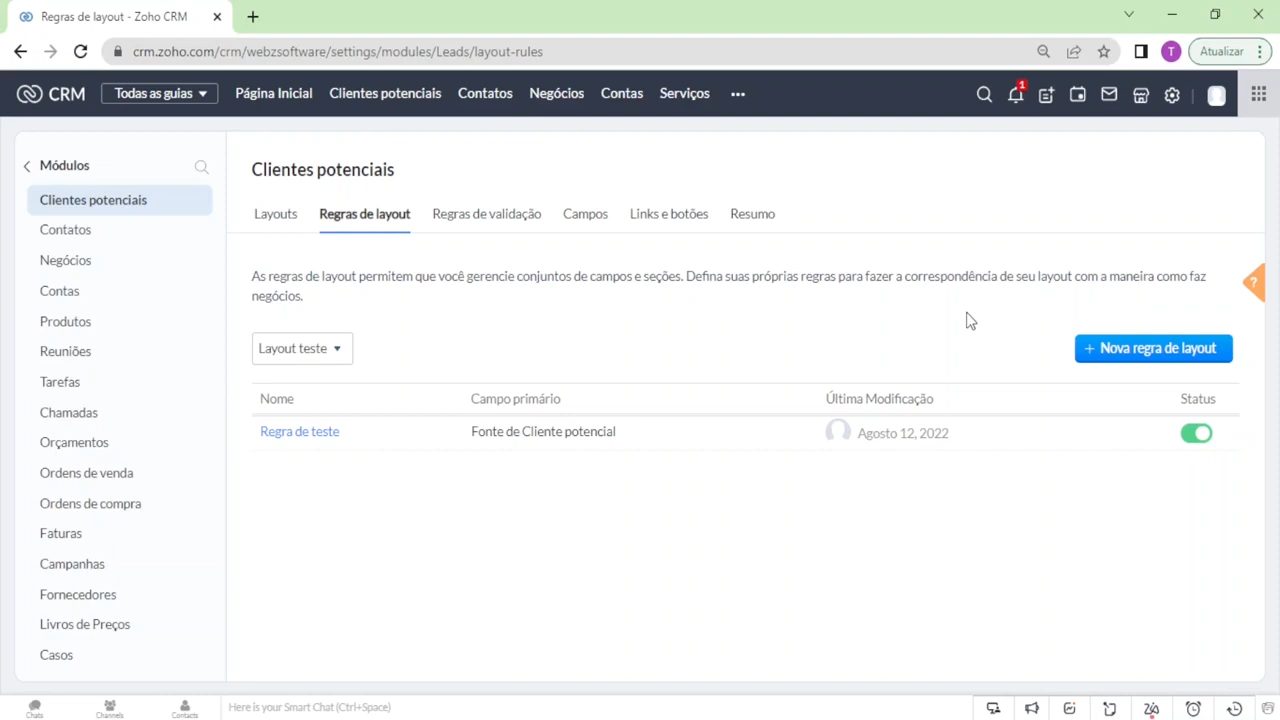 Regras de layout - Zoho CRM
crm.zoho.com/crm/webzsoftware/settings/modules/Leads/layout-rules
T
Atualizar
CRM
Todas as guias
Página Inicial
Clientes potenciais
Contatos
Negócios
Contas
Serviços
1
Módulos
Clientes potenciais
Contatos
Negócios
Contas
Produtos
Reuniões
Tarefas
Chamadas
Orçamentos
Ordens de venda
Ordens de compra
Faturas
Campanhas
Fornecedores
Livros de Preços
Casos
Clientes potenciais
Layouts
Regras de layout
Regras de validação
Campos
Links e botões
Resumo
As regras de layout permitem que você gerencie conjuntos de campos e seções. Defina suas próprias regras para fazer a correspondência de seu layout com a maneira como faz
negócios.
?
Layout teste
+ Nova regra de layout
Nome
Campo primário
Última Modificação
Status
Regra de teste
Fonte de Cliente potencial
Agosto 12, 2022
Chats
Channels
Contacts
Here is your Smart Chat (Ctrl+Space)